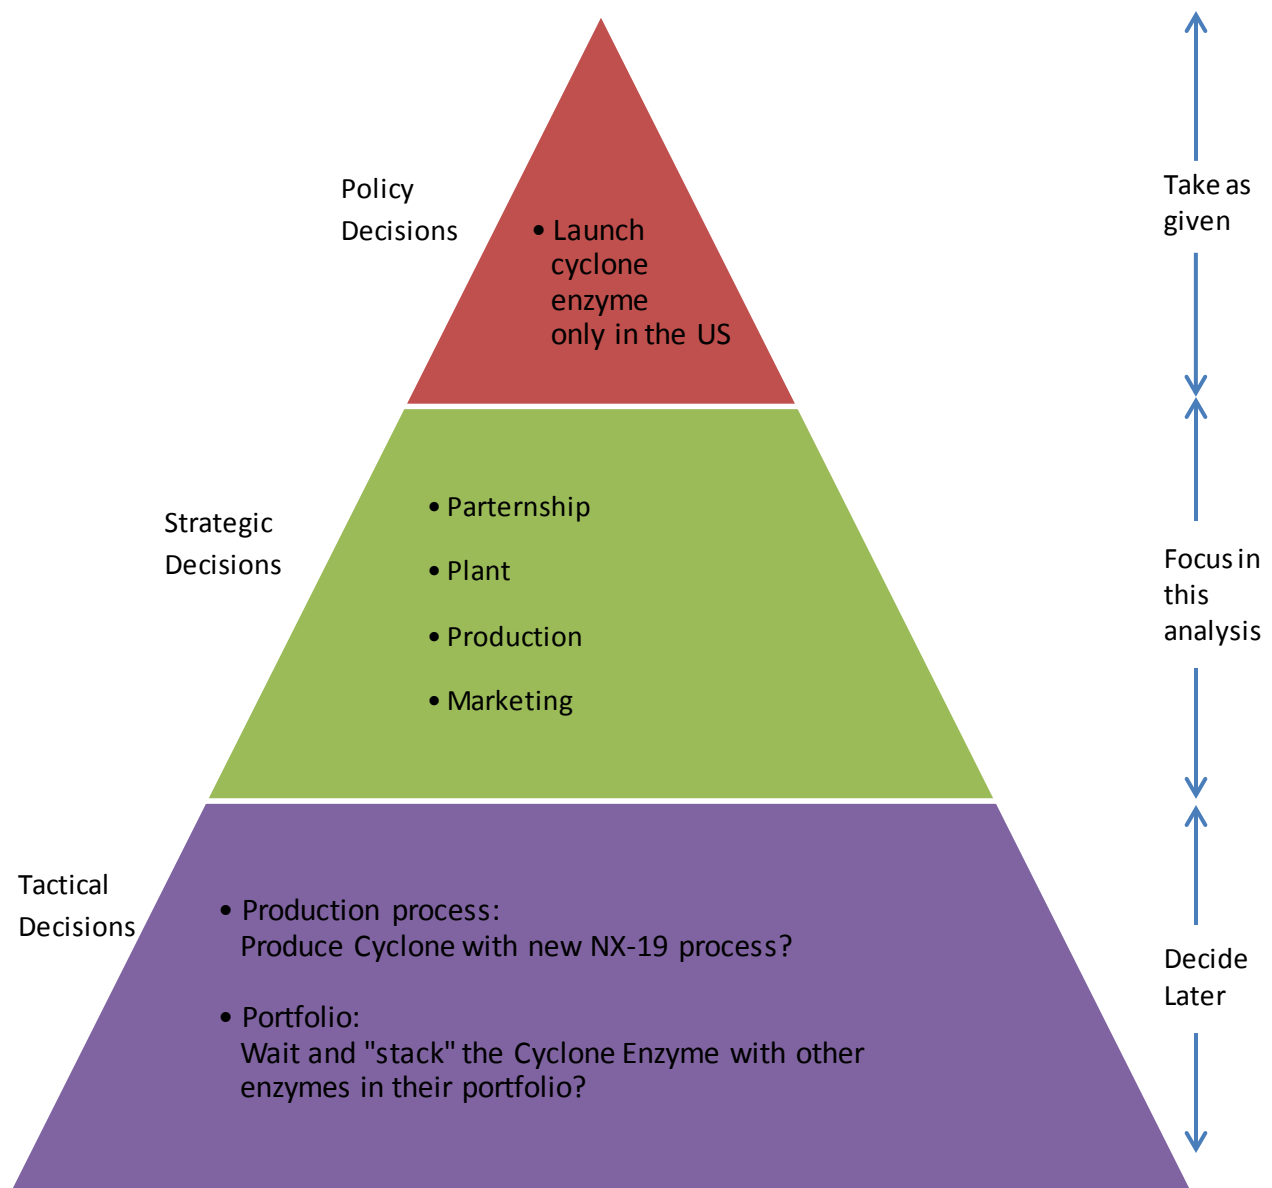 Policy
Decisions
• Launch
cyclone
enzyme
only in the US
Take as
given
Strategic
Decisions
• Parternship
• Plant
• Production
• Marketing
Focus in
this
analysis
Tactical
Decisions
• Production process:
Produce Cyclone with new NX-19 process?
• Portfolio:
Wait and "stack" the Cyclone Enzyme with other
enzymes in their portfolio?
Decide
Later